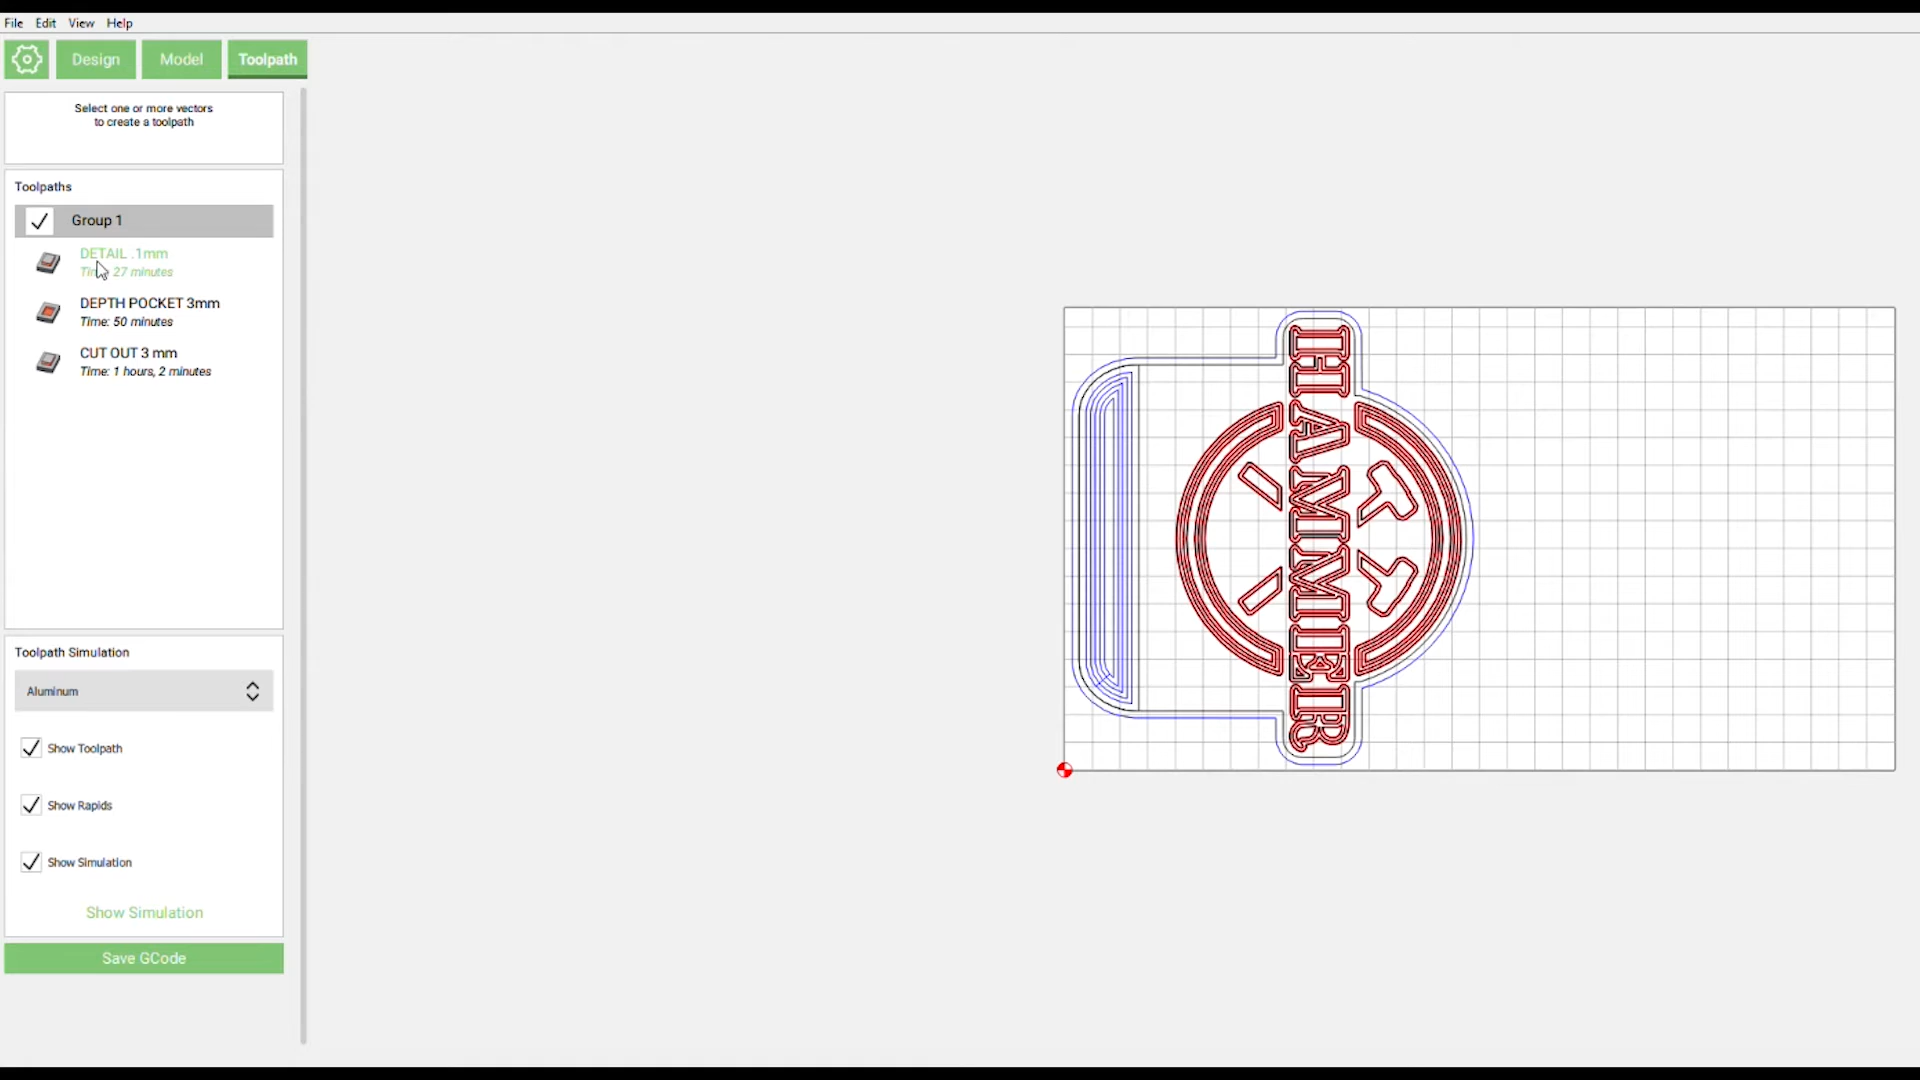 File Edit View Help
Design Model Toolpath
Select one or more vectors
to create a toolpath
Toolpaths
Group 1
DETAIL .1mm
Time: 27 minutes
DEPTH POCKET 3mm
Time: 50 minutes
CUT OUT 3 mm
Time: 1 hours, 2 minutes
Toolpath Simulation
Aluminum
Show Toolpath
Show Rapids
Show Simulation
Show Simulation
Save GCode
HAMMER